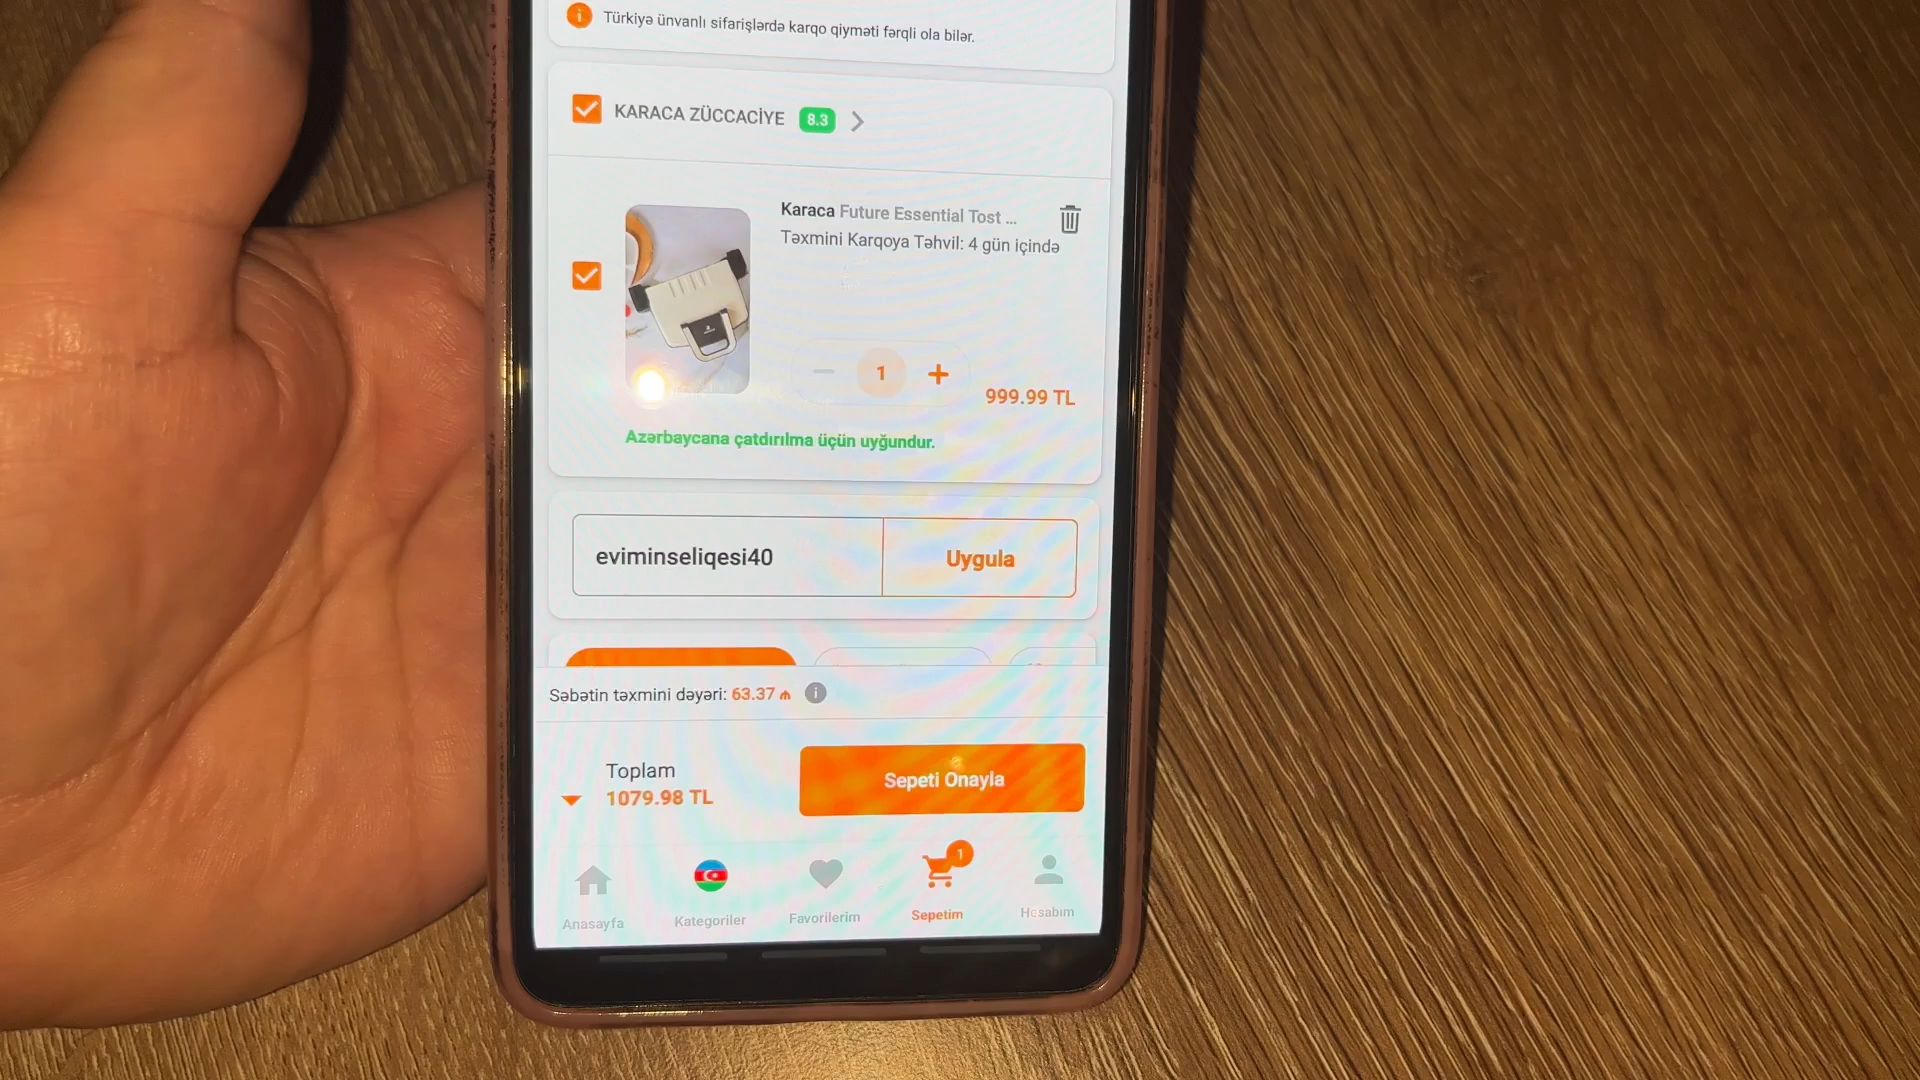 Türkiyə ünvanlı sifarişlərdə karqo qiyməti fərqli ola bilər.
KARACA ZÜCCACİYE 8.3
Karaca Future Essential Tost ...
Təxmini Karqoya Təhvil: 4 gün içində
1
999.99 TL
Azərbaycana çatdırılma üçün uyğundur.
eviminseliqesi40 Uygula
Səbətin təxmini dəyəri: 63.37 ₼
Toplam
1079.98 TL
Sepeti Onayla
1
Anasayfa Kategoriler Favorilerim Sepetim Hesabım